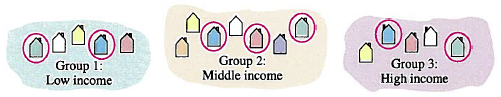 Group 1:
Low income
Group 2:
Middle income
Group 3:
High income